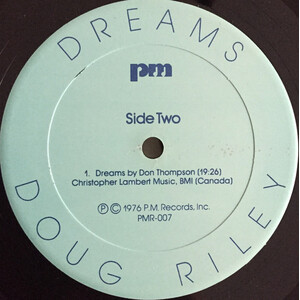 DREAMS
pm
Side Two
1. Dreams by Don Thompson (19:26)
Christopher Lambert Music, BMI (Canada)
Ⓟ © 1976 P.M. Records, Inc.
PMR-007
DOUG RILEY